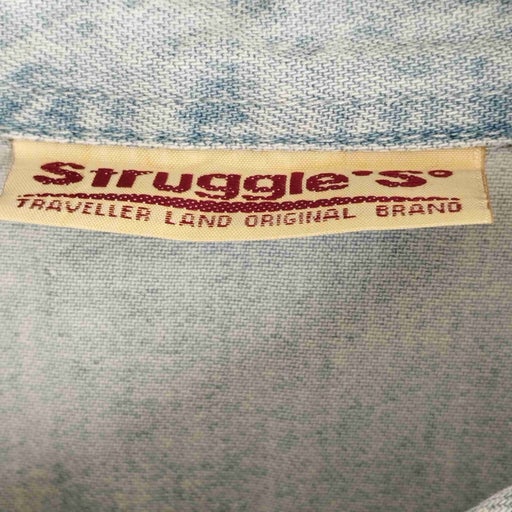 Struggle'S°
TRAVELLER LAND ORIGINAL BRAND